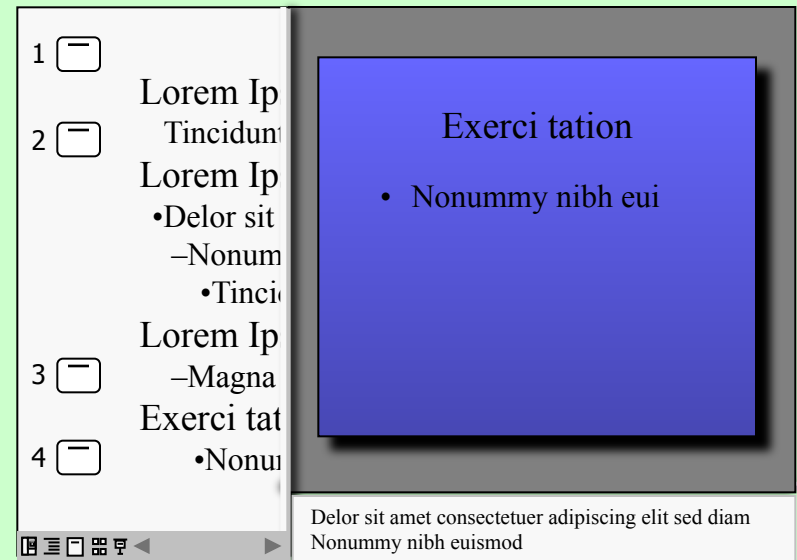 1
Lorem Ip
Tincidunt
2
Lorem Ip
•Delor sit
–Nonum
•Tinci
Lorem Ip
3
–Magna
Exerci tat
4
•Nonu
Exerci tation
• Nonummy nibh eui
Delor sit amet consectetuer adipiscing elit sed diam
Nonummy nibh euismod